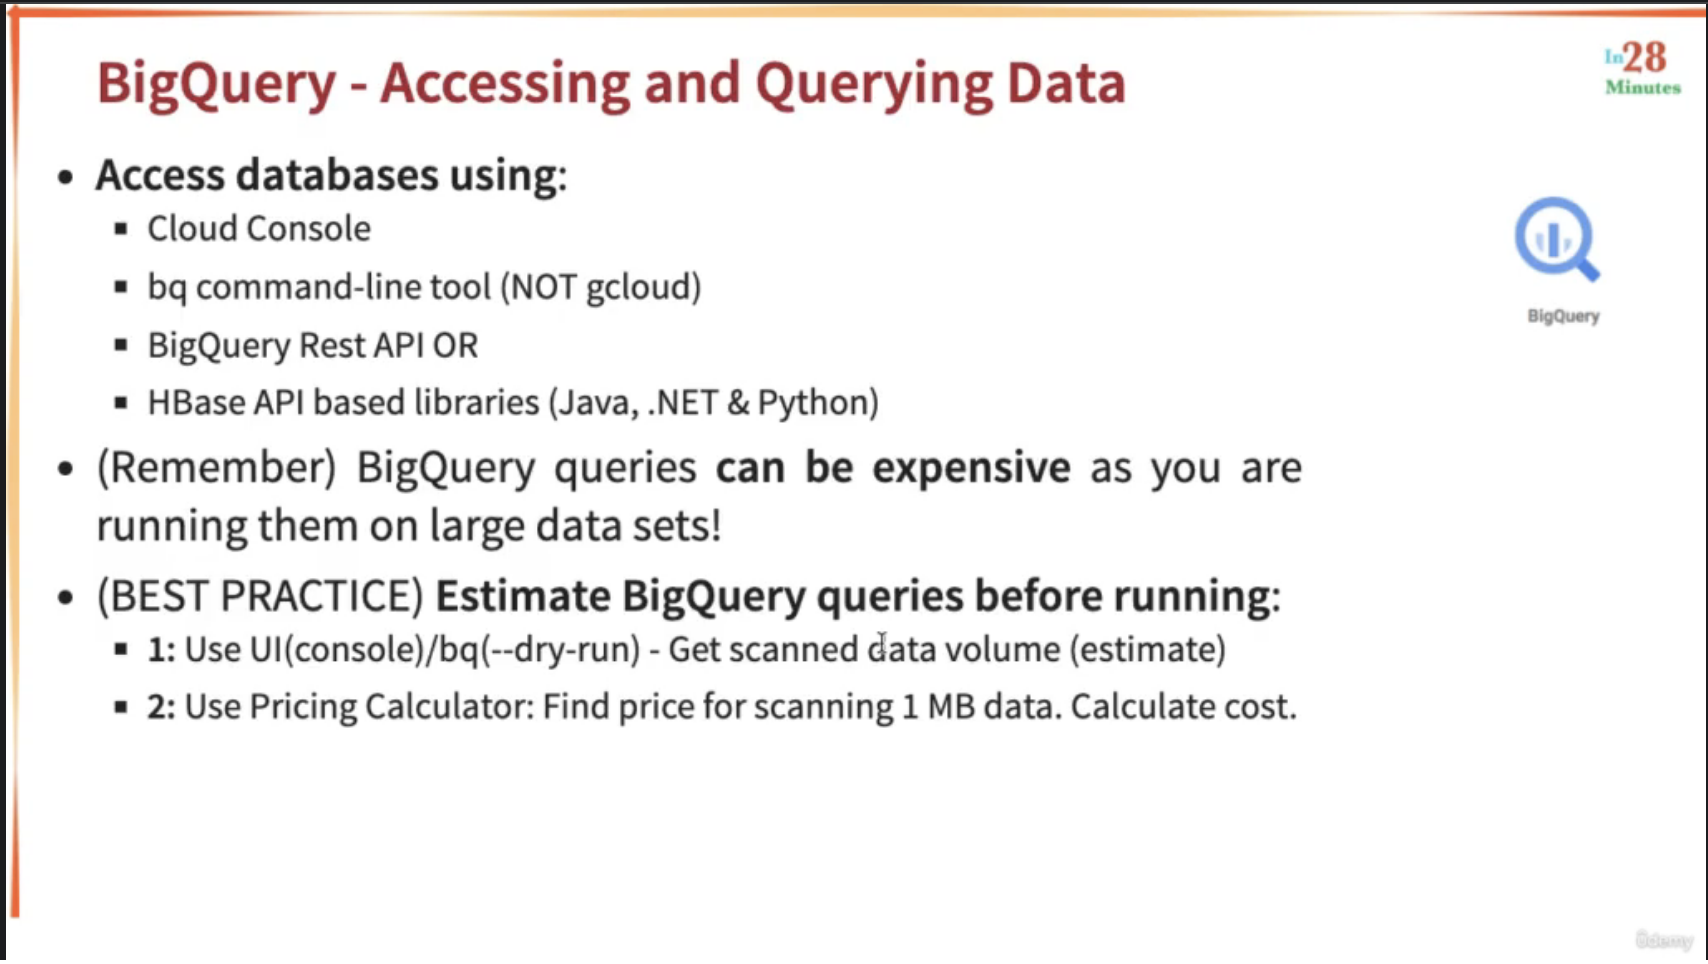 BigQuery - Accessing and Querying Data
In28
Minutes
• Access databases using:
▪ Cloud Console
▪ bq command-line tool (NOT gcloud)
▪ BigQuery Rest API OR
▪ HBase API based libraries (Java, .NET & Python)
BigQuery
• (Remember) BigQuery queries can be expensive as you are
running them on large data sets!
• (BEST PRACTICE) Estimate BigQuery queries before running:
▪ 1: Use UI(console)/bq(--dry-run) - Get scanned data volume (estimate)
▪ 2: Use Pricing Calculator: Find price for scanning 1 MB data. Calculate cost.
ûdemy